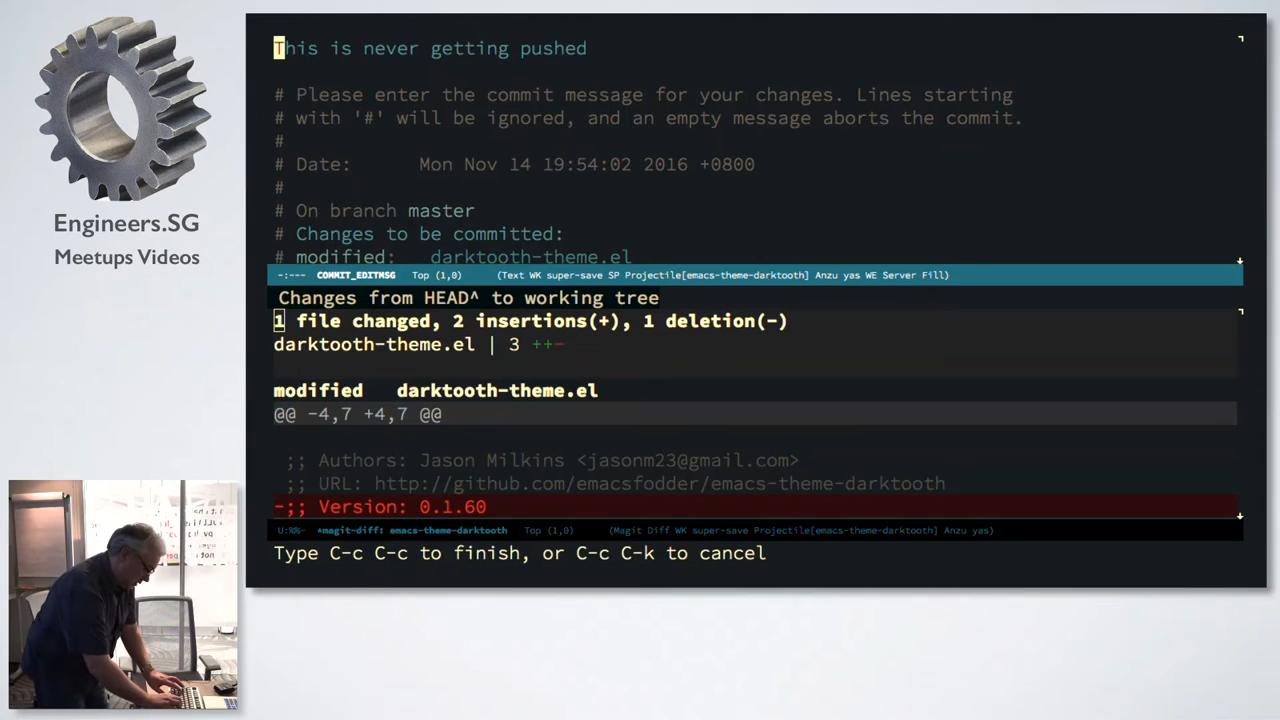 Engineers.SG
Meetups Videos
This is never getting pushed
# Please enter the commit message for your changes. Lines starting
# with '#' will be ignored, and an empty message aborts the commit.
#
# Date:      Mon Nov 14 19:54:02 2016 +0800
#
# On branch master
# Changes to be committed:
# modified:   darktooth-theme.el
-:--- COMMIT_EDITMSG Top (1,0) (Text WK super-save SP Projectile[emacs-theme-darktooth] Anzu yas WE Server Fill)
Changes from HEAD^ to working tree
1 file changed, 2 insertions(+), 1 deletion(-)
darktooth-theme.el | 3 ++-
modified   darktooth-theme.el
@@ -4,7 +4,7 @@
;; Authors: Jason Milkins <jasonm23@gmail.com>
;; URL: http://github.com/emacsfodder/emacs-theme-darktooth
-;; Version: 0.1.60
U:%%- *magit-diff: emacs-theme-darktooth Top (1,0) (Magit Diff WK super-save Projectile[emacs-theme-darktooth] Anzu yas)
Type C-c C-c to finish, or C-c C-k to cancel